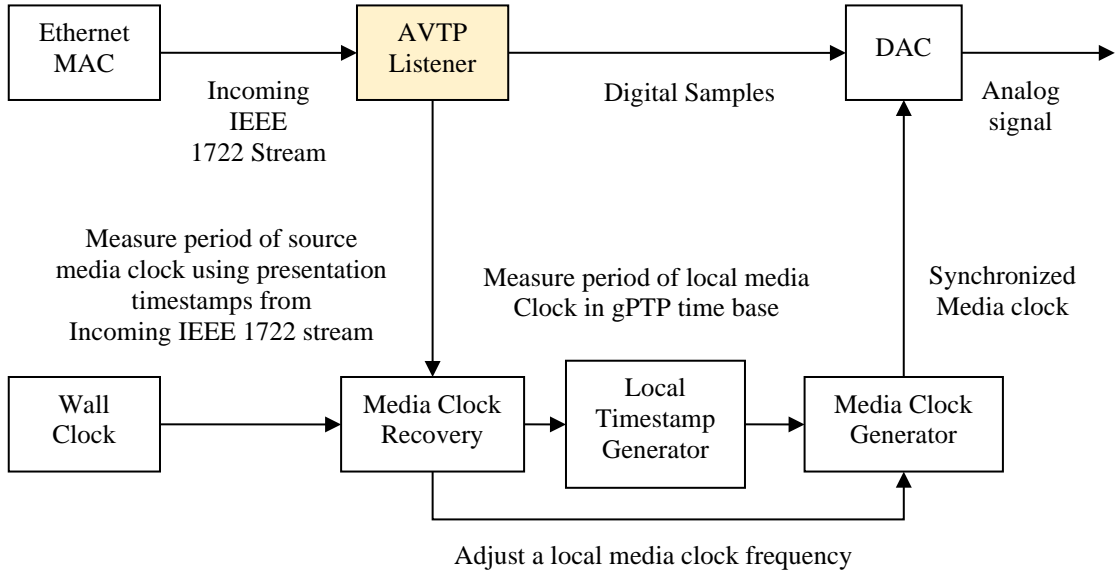 Ethernet
MAC
AVTP
Listener
DAC
Incoming
IEEE
1722 Stream
Digital Samples
Analog
signal
Measure period of source
media clock using presentation
timestamps from
Incoming IEEE 1722 stream
Measure period of local media
Clock in gPTP time base
Synchronized
Media clock
Wall
Clock
Media Clock
Recovery
Local
Timestamp
Generator
Media Clock
Generator
Adjust a local media clock frequency